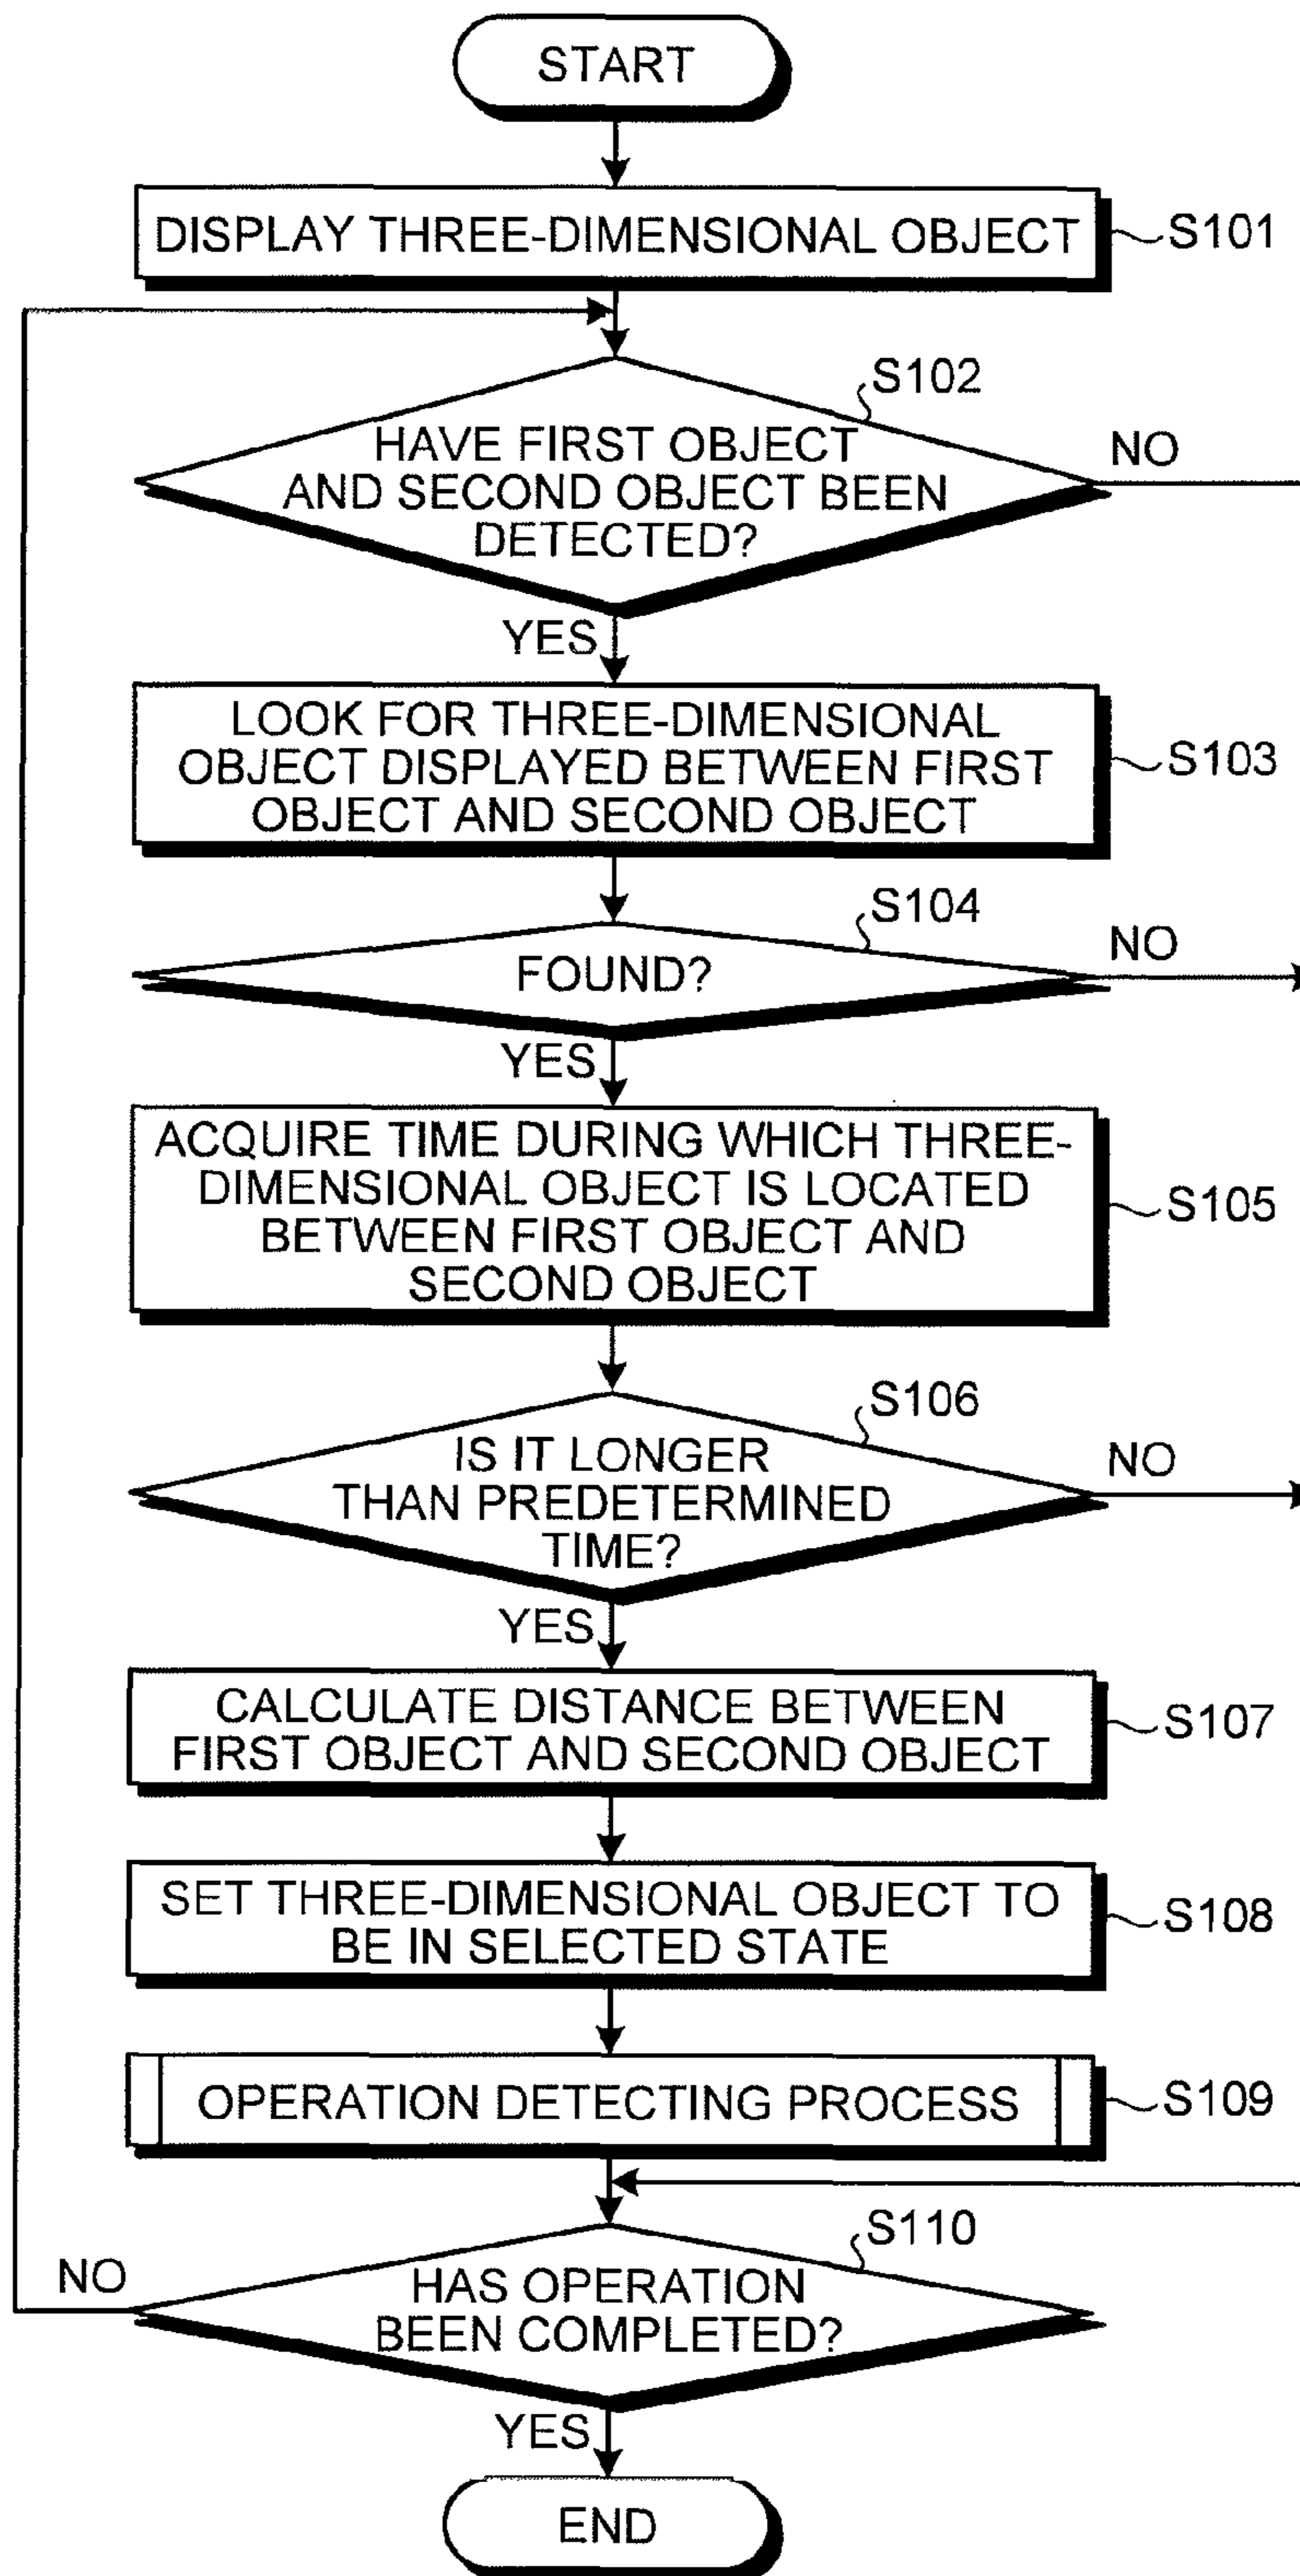 START
DISPLAY THREE-DIMENSIONAL OBJECT
S101
S102
HAVE FIRST OBJECT
AND SECOND OBJECT BEEN
DETECTED?
NO
YES
LOOK FOR THREE-DIMENSIONAL
OBJECT DISPLAYED BETWEEN FIRST
OBJECT AND SECOND OBJECT
S103
S104
FOUND?
NO
YES
ACQUIRE TIME DURING WHICH THREE-
DIMENSIONAL OBJECT IS LOCATED
BETWEEN FIRST OBJECT AND
SECOND OBJECT
S105
S106
IS IT LONGER
THAN PREDETERMINED
TIME?
NO
YES
CALCULATE DISTANCE BETWEEN
FIRST OBJECT AND SECOND OBJECT
S107
SET THREE-DIMENSIONAL OBJECT TO
BE IN SELECTED STATE
S108
OPERATION DETECTING PROCESS
S109
S110
NO
HAS OPERATION
BEEN COMPLETED?
YES
END